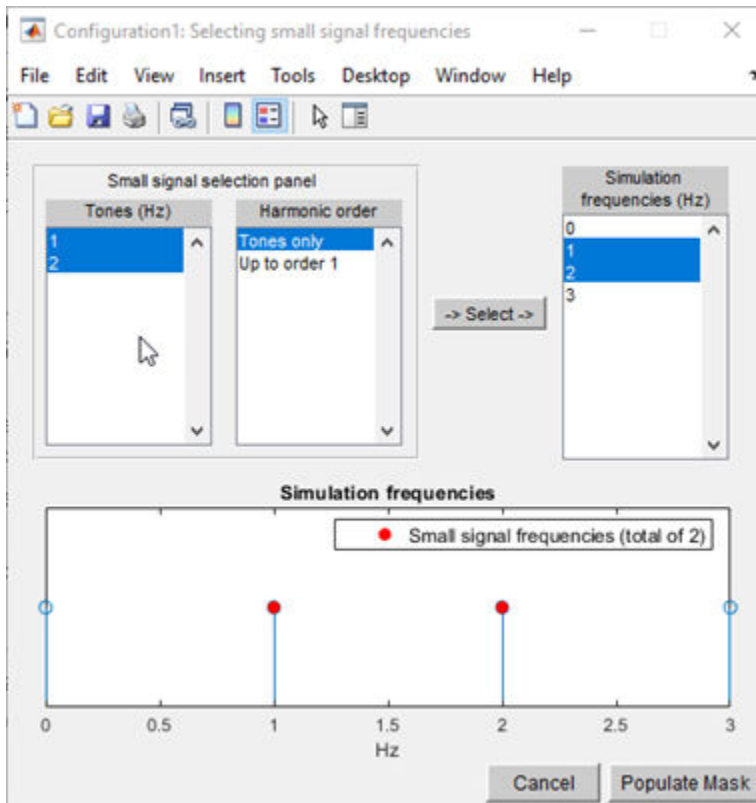 Configuration1: Selecting small signal frequencies
File Edit View Insert Tools Desktop Window Help
Small signal selection panel
Tones (Hz)
1
2
Harmonic order
Tones only
Up to order 1
-> Select ->
Simulation
frequencies (Hz)
0
1
2
3
Simulation frequencies
Small signal frequencies (total of 2)
0 0.5 1 1.5 2 2.5 3
Hz
Cancel Populate Mask